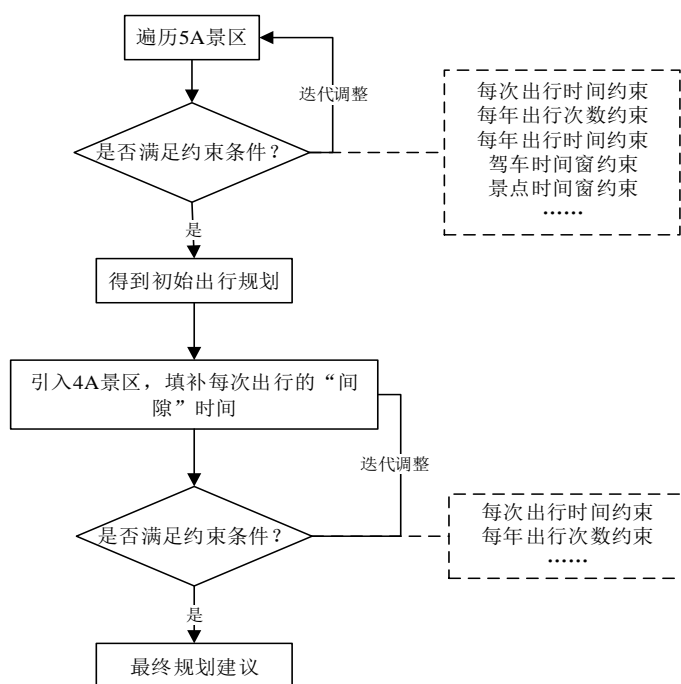 遍历5A景区
迭代调整
是否满足约束条件？
每次出行时间约束
每年出行次数约束
每年出行时间约束
驾车时间窗约束
景点时间窗约束
……
是
得到初始出行规划
引入4A景区，填补每次出行的“间
隙”时间
迭代调整
是否满足约束条件？
每次出行时间约束
每年出行次数约束
……
是
最终规划建议